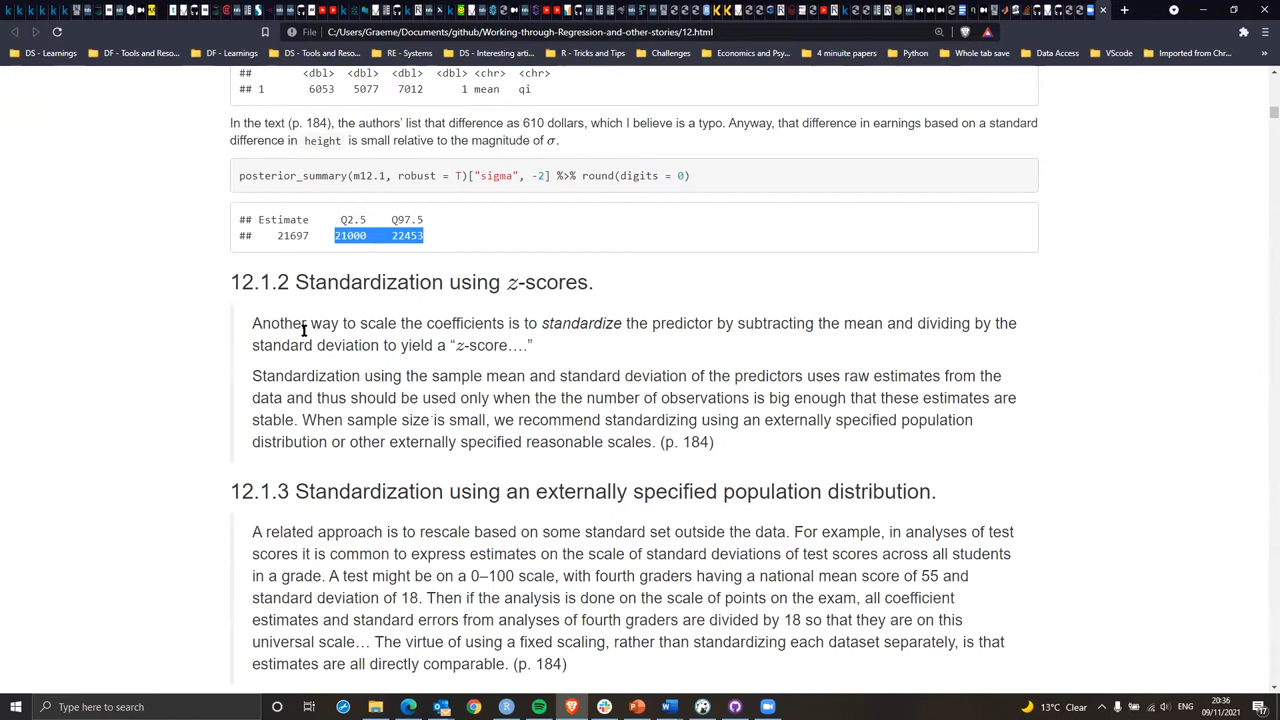 File
C:/Users/Graeme/Documents/github/Working-through-Regression-and-other-stories/12.html
DS - Learnings
DF - Tools and Reso...
DF - Learnings
DS - Tools and Reso...
RE - Systems
DS - Interesting arti...
R - Tricks and Tips
Challenges
Economics and Psy...
4 minuite papers
Python
Whole tab save
Data Access
VScode
Imported from Chr...
## <dbl> <dbl> <dbl> <dbl> <chr> <chr>
## 1 6053 5077 7012 1 mean qi
In the text (p. 184), the authors' list that difference as 610 dollars, which I believe is a typo. Anyway, that difference in earnings based on a standard
difference in height is small relative to the magnitude of σ.
posterior_summary(m12.1, robust = T)["sigma", -2] %>% round(digits = 0)
## Estimate Q2.5 Q97.5
## 21697 21000 22453
12.1.2 Standardization using z-scores.
Another way to scale the coefficients is to standardize the predictor by subtracting the mean and dividing by the
standard deviation to yield a “z-score….”
Standardization using the sample mean and standard deviation of the predictors uses raw estimates from the
data and thus should be used only when the the number of observations is big enough that these estimates are
stable. When sample size is small, we recommend standardizing using an externally specified population
distribution or other externally specified reasonable scales. (p. 184)
12.1.3 Standardization using an externally specified population distribution.
A related approach is to rescale based on some standard set outside the data. For example, in analyses of test
scores it is common to express estimates on the scale of standard deviations of test scores across all students
in a grade. A test might be on a 0–100 scale, with fourth graders having a national mean score of 55 and
standard deviation of 18. Then if the analysis is done on the scale of points on the exam, all coefficient
estimates and standard errors from analyses of fourth graders are divided by 18 so that they are on this
universal scale… The virtue of using a fixed scaling, rather than standardizing each dataset separately, is that
estimates are all directly comparable. (p. 184)
Type here to search
13°C Clear
ENG
20:36
09/11/2021